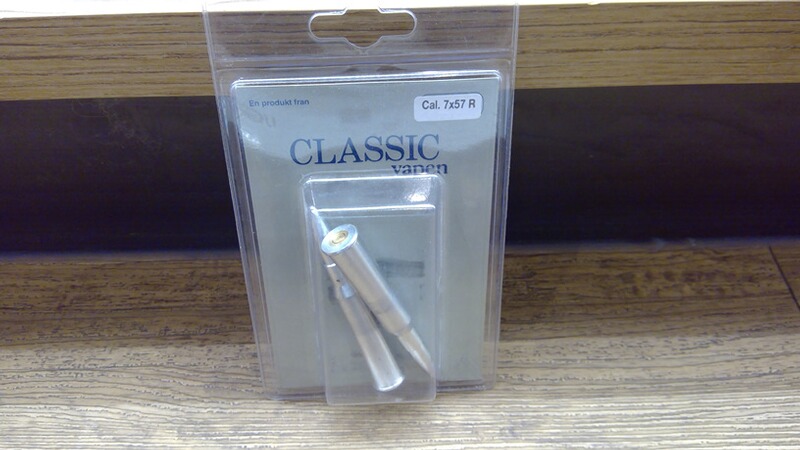 En produkt från
Cal. 7x57 R
CLASSIC
vapen